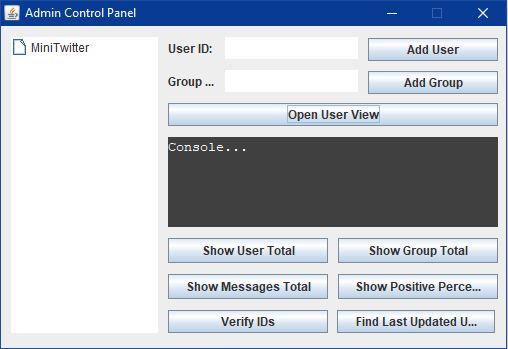 Admin Control Panel
MiniTwitter
User ID:
Add User
Group ...
Add Group
Open User View
Console...
Show User Total
Show Group Total
Show Messages Total
Show Positive Perce...
Verify IDs
Find Last Updated U...